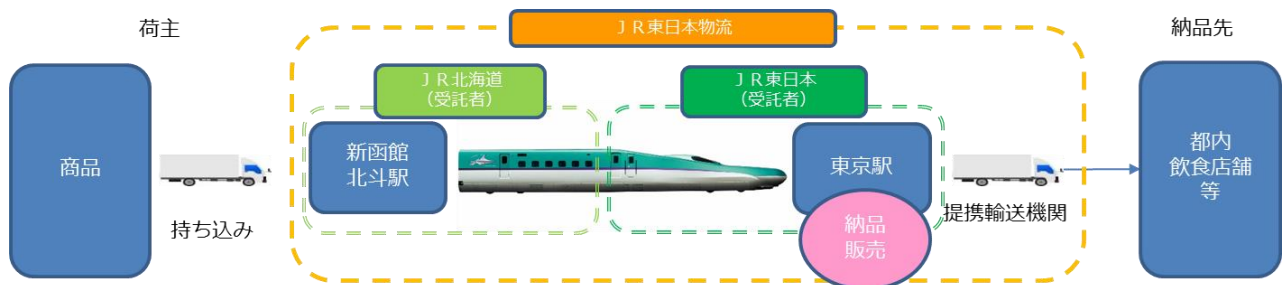 荷主
ＪＲ東日本物流
納品先
ＪＲ北海道
（受託者）
ＪＲ東日本
（受託者）
商品
持ち込み
新函館
北斗駅
東京駅
納品
販売
提携輸送機関
都内
飲食店舗
等